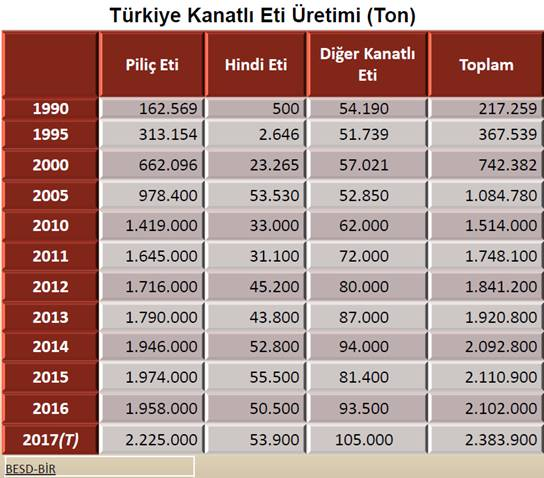 Türkiye Kanatlı Eti Üretimi (Ton)
Piliç Eti Hindi Eti Diğer Kanatlı Eti Toplam
1990 162.569 500 54.190 217.259
1995 313.154 2.646 51.739 367.539
2000 662.096 23.265 57.021 742.382
2005 978.400 53.530 52.850 1.084.780
2010 1.419.000 33.000 62.000 1.514.000
2011 1.645.000 31.100 72.000 1.748.100
2012 1.716.000 45.200 80.000 1.841.200
2013 1.790.000 43.800 87.000 1.920.800
2014 1.946.000 52.800 94.000 2.092.800
2015 1.974.000 55.500 81.400 2.110.900
2016 1.958.000 50.500 93.500 2.102.000
2017(T) 2.225.000 53.900 105.000 2.383.900
BESD-BİR